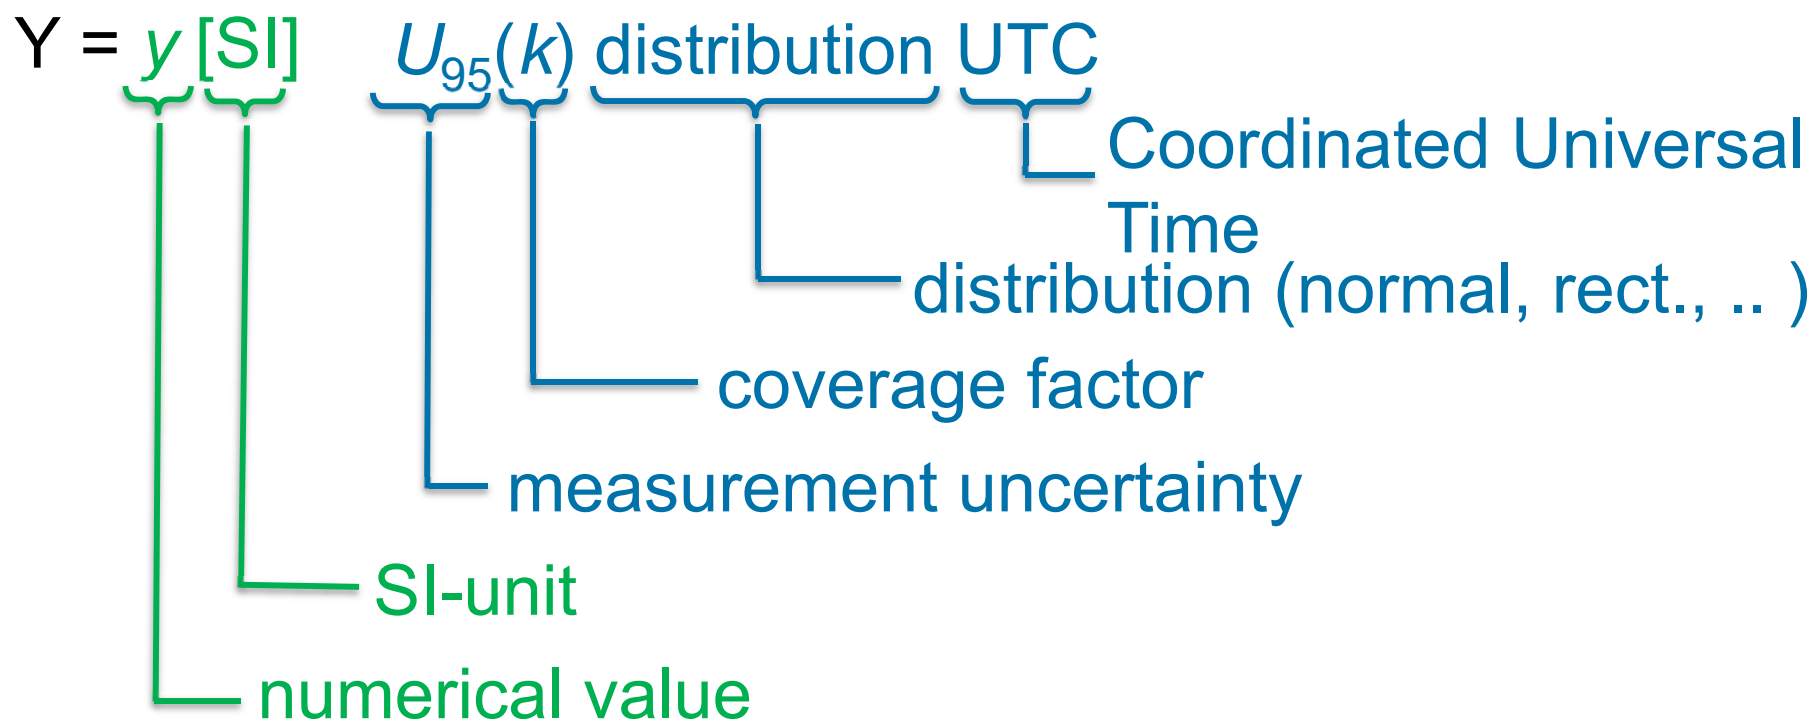 Y = y [SI] U95(k) distribution UTC
Coordinated Universal
Time
distribution (normal, rect., .. )
coverage factor
measurement uncertainty
SI-unit
numerical value